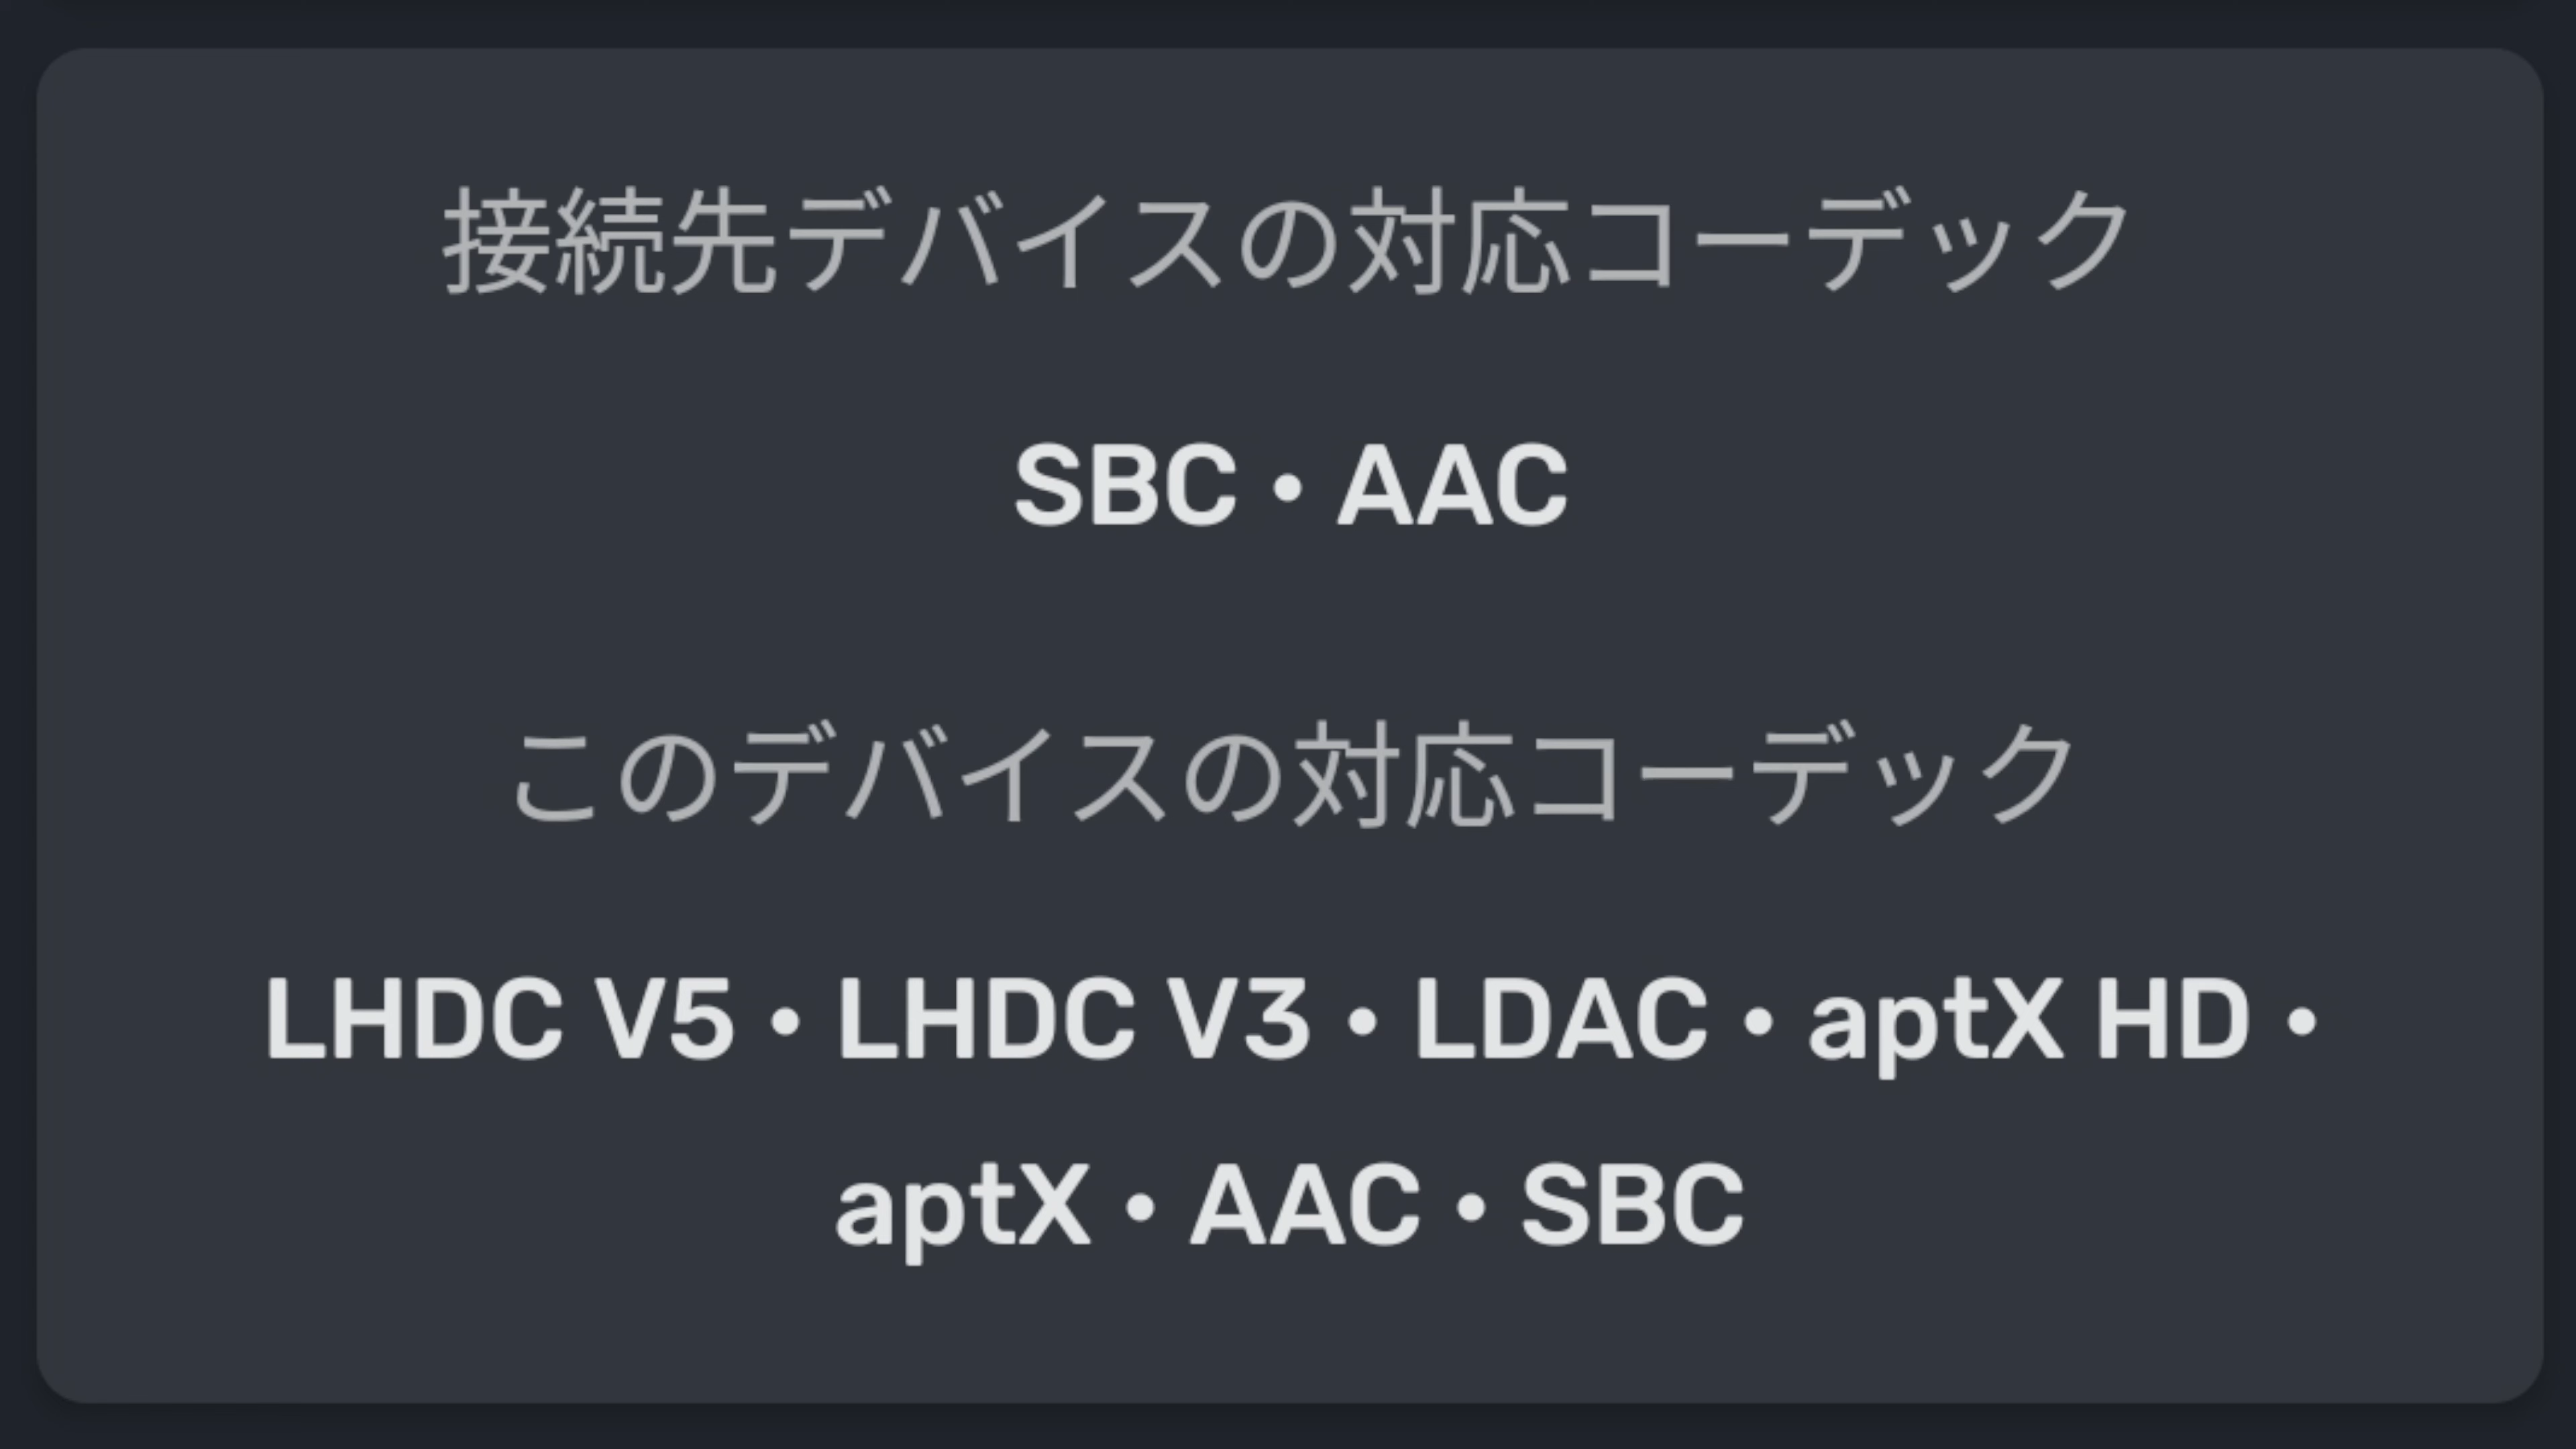 接続先デバイスの対応コーデック
SBC • AAC
このデバイスの対応コーデック
LHDC V5 • LHDC V3 • LDAC • aptX HD •
aptX • AAC • SBC